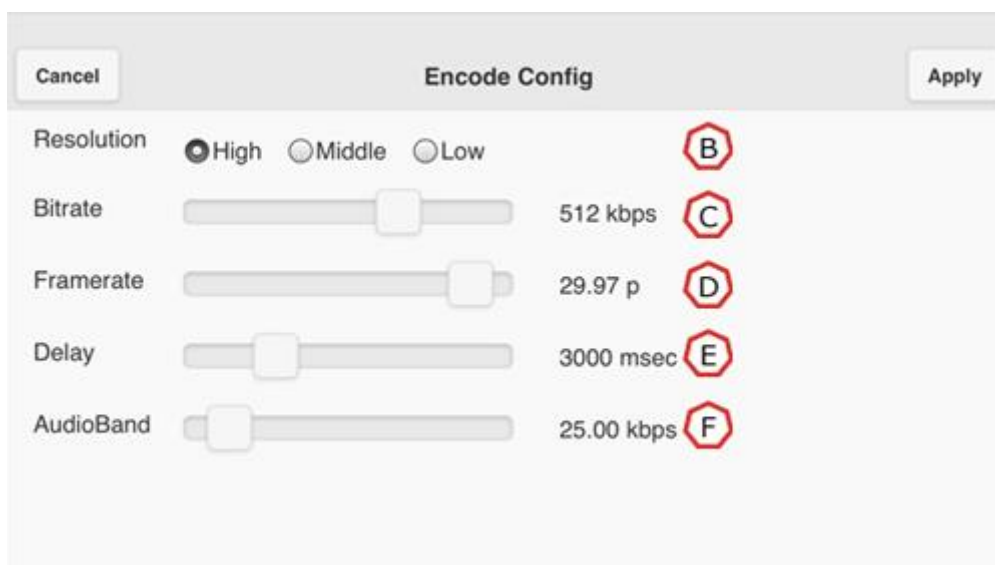 Cancel Encode Config Apply
Resolution High Middle Low B
Bitrate 512 kbps C
Framerate 29.97 p D
Delay 3000 msec E
AudioBand 25.00 kbps F